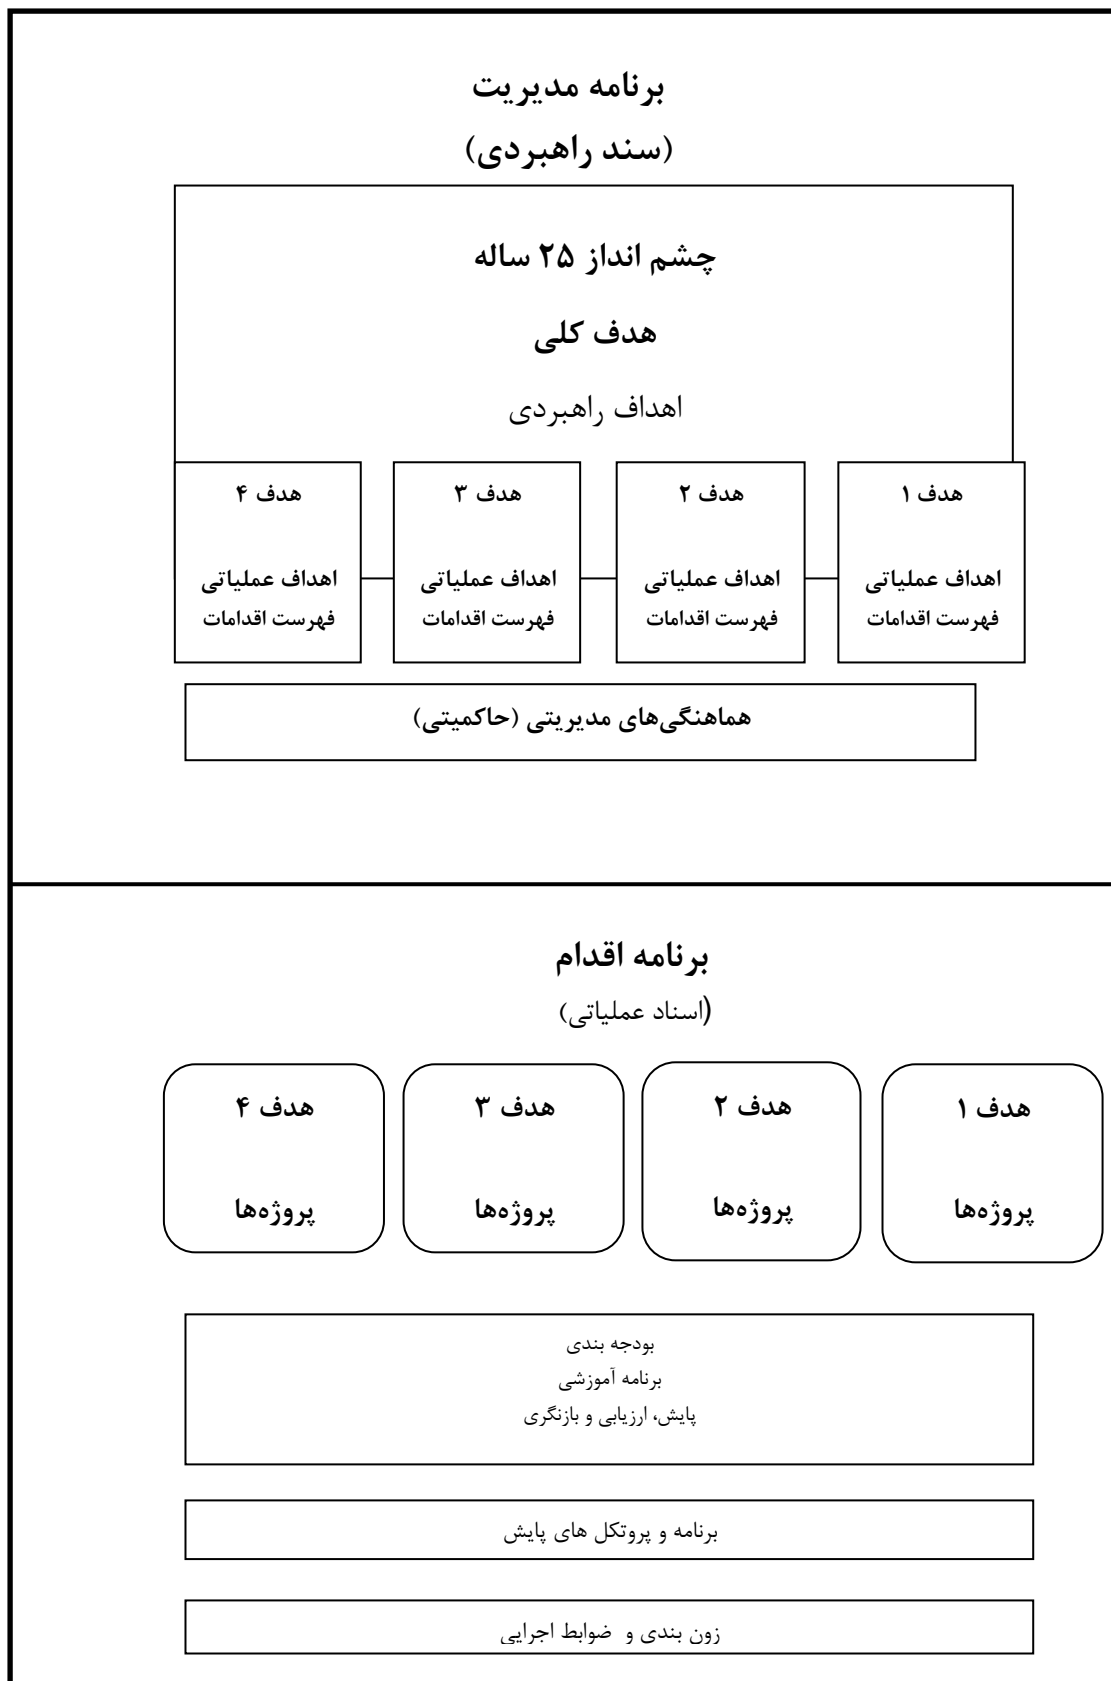 برنامه مدیریت
(سند راهبردی)
چشم انداز ۲۵ ساله
هدف کلی
اهداف راهبردی
هدف ۱
اهداف عملیاتی
فهرست اقدامات
هدف ۲
اهداف عملیاتی
فهرست اقدامات
هدف ۳
اهداف عملیاتی
فهرست اقدامات
هدف ۴
اهداف عملیاتی
فهرست اقدامات
هماهنگی‌های مدیریتی (حاکمیتی)
برنامه اقدام
(اسناد عملیاتی)
هدف ۱
پروژه‌ها
هدف ۲
پروژه‌ها
هدف ۳
پروژه‌ها
هدف ۴
پروژه‌ها
بودجه بندی
برنامه آموزشی
پایش، ارزیابی و بازنگری
برنامه و پروتکل های پایش
زون بندی و ضوابط اجرایی